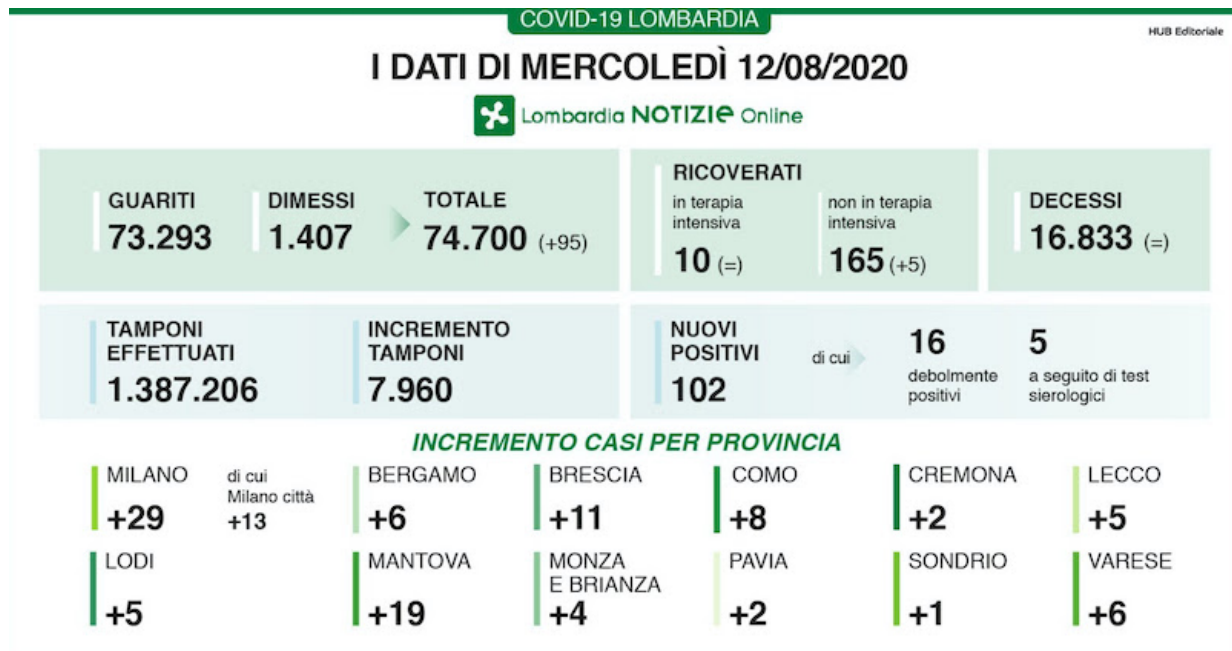 COVID-19 LOMBARDIA
HUB Editoriale
I DATI DI MERCOLEDÌ 12/08/2020
Lombardia NOTIZIE Online
GUARITI
73.293
DIMESSI
1.407
TOTALE
74.700 (+95)
RICOVERATI
in terapia
intensiva
10 (=)
non in terapia
intensiva
165 (+5)
DECESSI
16.833 (=)
TAMPONI
EFFETTUATI
1.387.206
INCREMENTO
TAMPONI
7.960
NUOVI
POSITIVI
102
di cui
16
debolmente
positivi
5
a seguito di test
sierologici
INCREMENTO CASI PER PROVINCIA
MILANO
+29
di cui
Milano città
+13
BERGAMO
+6
BRESCIA
+11
COMO
+8
CREMONA
+2
LECCO
+5
LODI
+5
MANTOVA
+19
MONZA
E BRIANZA
+4
PAVIA
+2
SONDRIO
+1
VARESE
+6